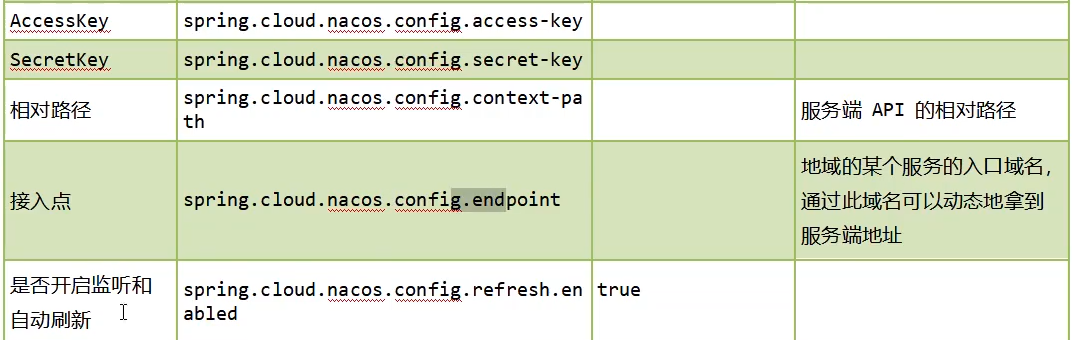 AccessKey spring.cloud.nacos.config.access-key
SecretKey spring.cloud.nacos.config.secret-key
相对路径 spring.cloud.nacos.config.context-pa
th 服务端 API 的相对路径
接入点 spring.cloud.nacos.config.endpoint 地域的某个服务的入口域名，
通过此域名可以动态地拿到
服务端地址
是否开启监听和
自动刷新 spring.cloud.nacos.config.refresh.en
abled true